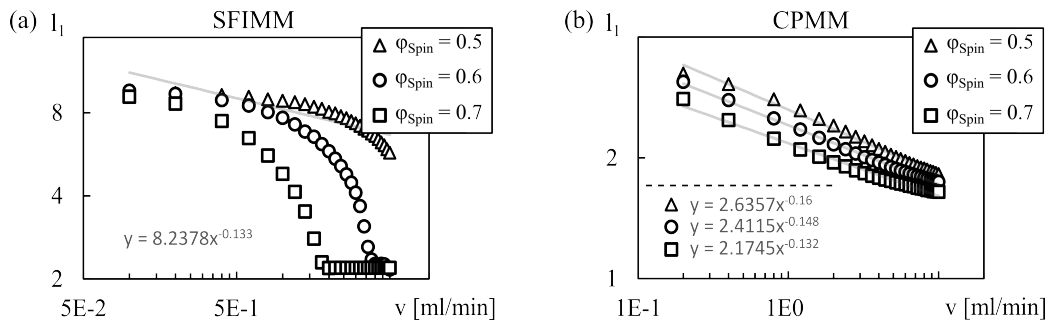 (a)
l₁
SFIMM
φSpin = 0.5
φSpin = 0.6
φSpin = 0.7
8
4
2
y = 8.2378x^-0.133
5E-2
5E-1
v [ml/min]
(b)
l₁
CPMM
φSpin = 0.5
φSpin = 0.6
φSpin = 0.7
2
1
y = 2.6357x^-0.16
y = 2.4115x^-0.148
y = 2.1745x^-0.132
1E-1
1E0
v [ml/min]